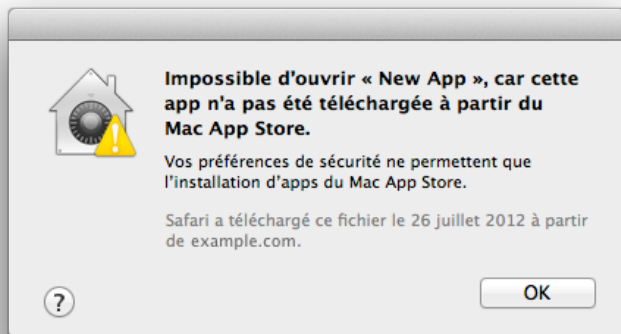 Impossible d'ouvrir « New App », car cette
app n'a pas été téléchargée à partir du
Mac App Store.
Vos préférences de sécurité ne permettent que
l'installation d'apps du Mac App Store.
Safari a téléchargé ce fichier le 26 juillet 2012 à partir
de example.com.
?
OK